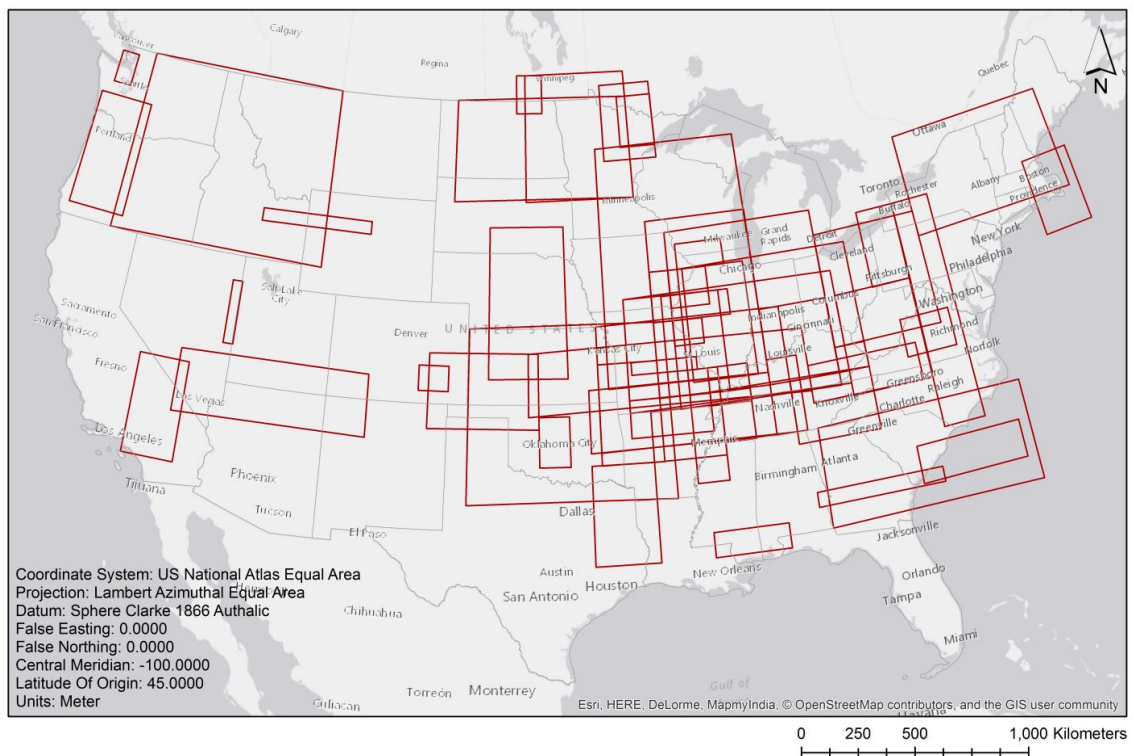 Calgary
Vancouver
Regina
Winnipeg
Quebec
N
Seattle
Portland
Ottawa
Toronto
Rochester
Albany
Boston
Providence
Buffalo
Minneapolis
Milwaukee
Grand
Rapids
Detroit
New York
Cleveland
Chicago
Pittsburgh
Philadelphia
Salt Lake
City
Sacramento
San Francisco
Denver
UNITED STATES
Columbus
Washington
Indianapolis
Cincinnati
Richmond
Kansas City
St Louis
Louisville
Norfolk
Fresno
Las Vegas
Greensboro
Raleigh
Nashville
Knoxville
Charlotte
Los Angeles
Oklahoma City
Memphis
Greenville
Phoenix
Birmingham
Atlanta
Tijuana
Tucson
Dallas
El Paso
Jacksonville
Austin
New Orleans
Houston
San Antonio
Orlando
Tampa
Chihuahua
Miami
Torreón
Monterrey
Gulf of
Culiacan
Havana
Coordinate System: US National Atlas Equal Area
Projection: Lambert Azimuthal Equal Area
Datum: Sphere Clarke 1866 Authalic
False Easting: 0.0000
False Northing: 0.0000
Central Meridian: -100.0000
Latitude Of Origin: 45.0000
Units: Meter
Esri, HERE, DeLorme, MapmyIndia, © OpenStreetMap contributors, and the GIS user community
0 250 500 1,000 Kilometers